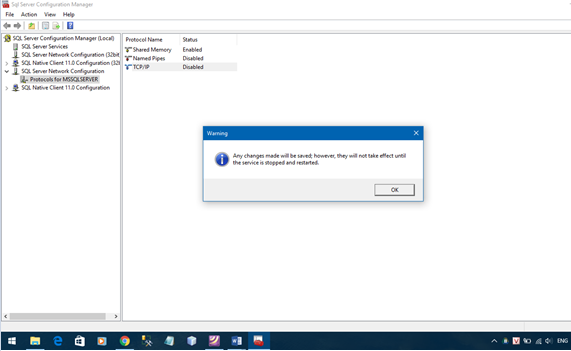 Sql Server Configuration Manager
File Action View Help
SQL Server Configuration Manager (Local)
SQL Server Services
SQL Server Network Configuration (32bit
SQL Native Client 11.0 Configuration (32b
SQL Server Network Configuration
Protocols for MSSQLSERVER
SQL Native Client 11.0 Configuration
Protocol Name Status
Shared Memory Enabled
Named Pipes Disabled
TCP/IP Disabled
Warning
Any changes made will be saved; however, they will not take effect until
the service is stopped and restarted.
OK
ENG